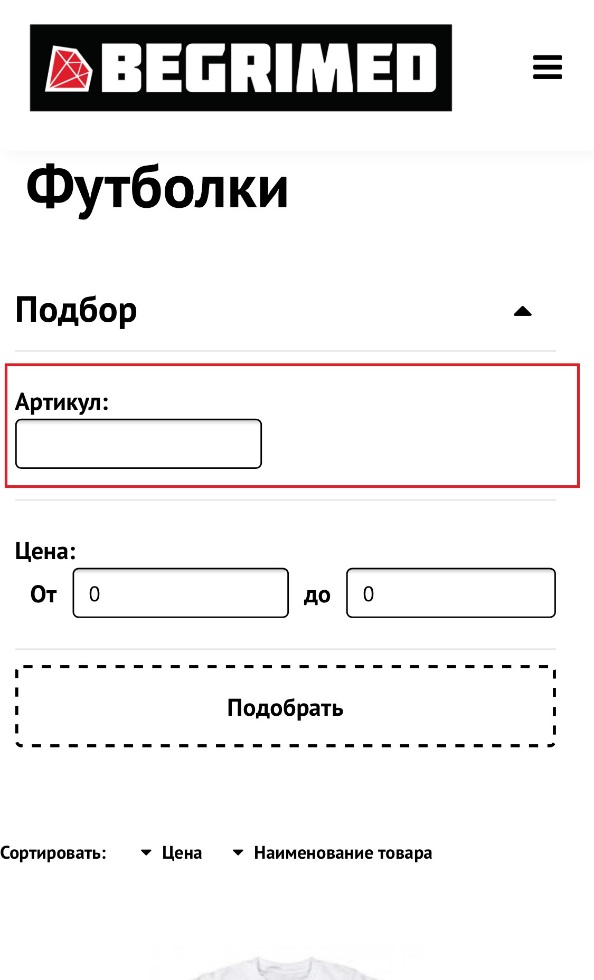 BEGRIMED
Футболки
Подбор
Артикул:
Цена:
От 0 до 0
Подобрать
Сортировать: Цена Наименование товара